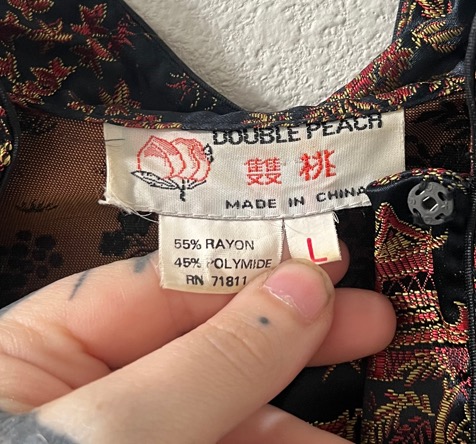 DOUBLE PEACH
雙桃
MADE IN CHINA
55% RAYON
45% POLYMIDE
RN 71811
L